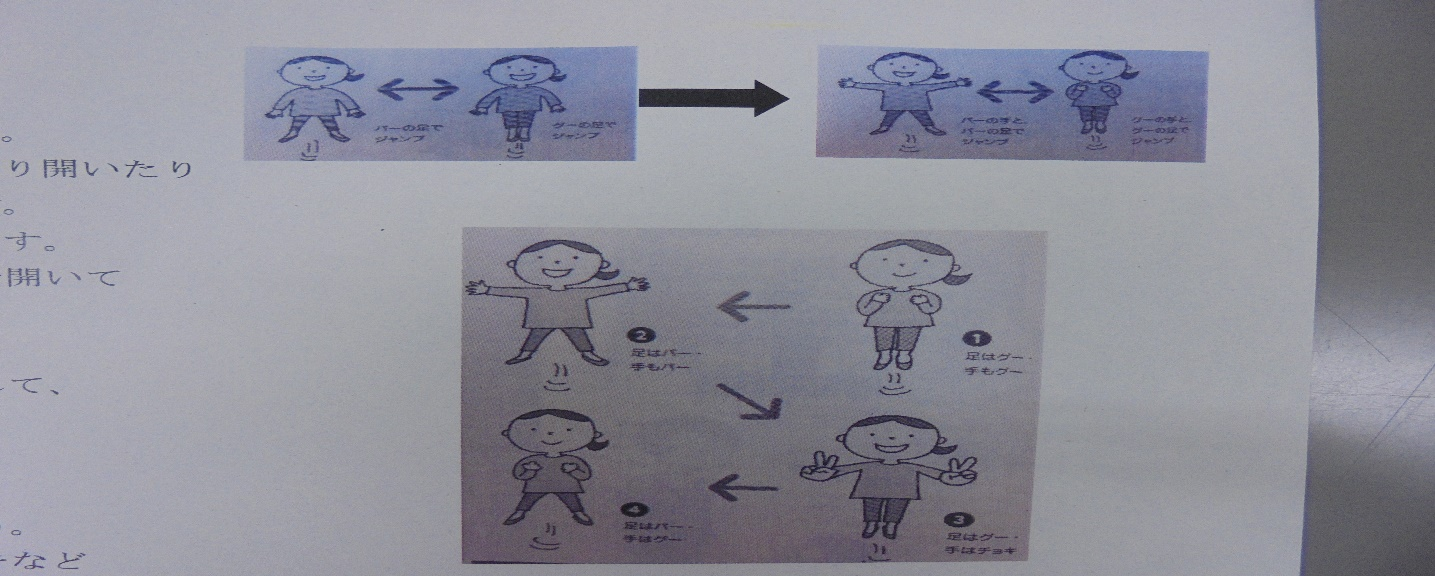 。
り開いたり
。
す。
開いて
て、
。
など
パーの足で
ジャンプ
グーの足で
ジャンプ
パーの手と、
パーの足で
ジャンプ
グーの手と、
グーの足で
ジャンプ
❶
足はグー・
手もグー
❷
足はパー・
手もパー
❸
足はグー・
手はチョキ
❹
足はパー・
手はグー